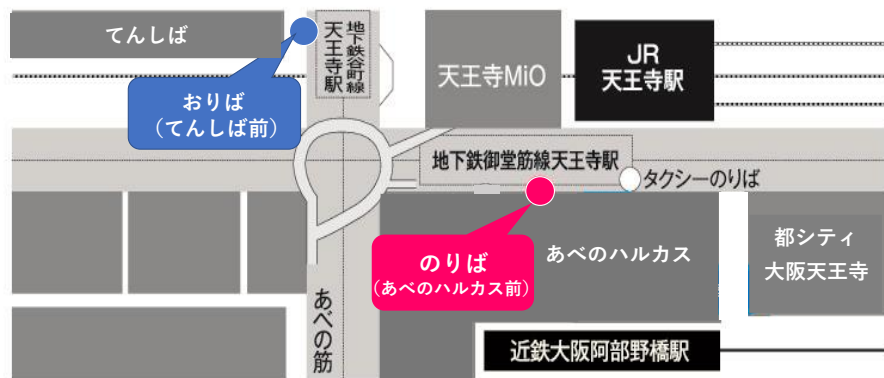 てんしば
地下鉄谷町線
天王寺駅
おりば
(てんしば前)
天王寺MiO
JR
天王寺駅
地下鉄御堂筋線天王寺駅
タクシーのりば
のりば
(あべのハルカス前)
あべのハルカス
都シティ
大阪天王寺
あべの筋
近鉄大阪阿部野橋駅